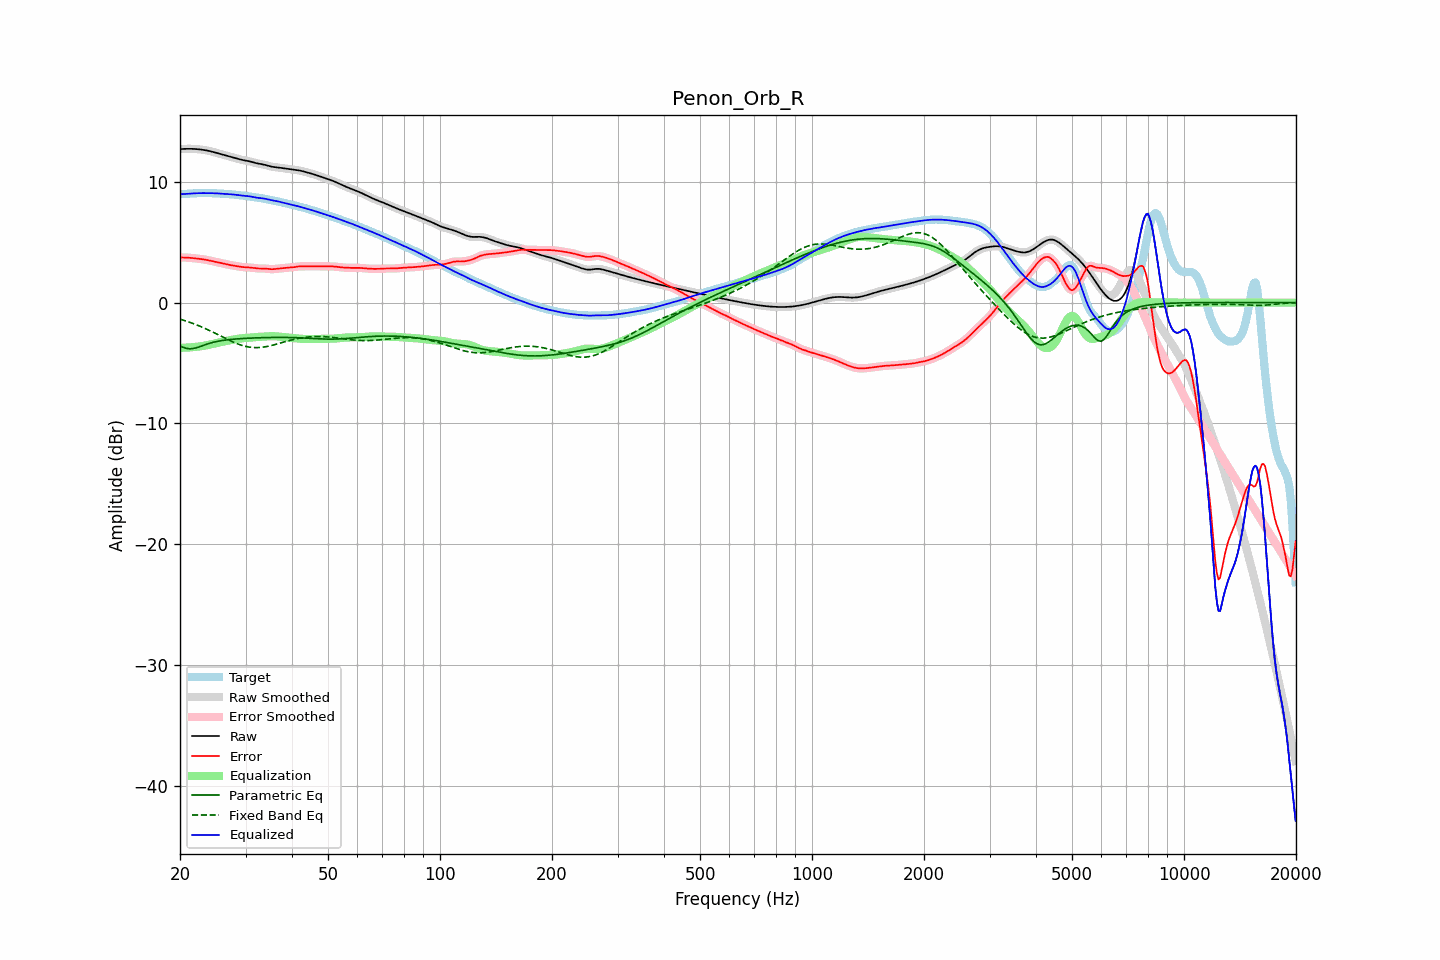 Penon_Orb_R
Amplitude (dBr)
10
0
−10
−20
−30
−40
Target
Raw Smoothed
Error Smoothed
Raw
Error
Equalization
Parametric Eq
Fixed Band Eq
Equalized
20 50 100 200 500 1000 2000 5000 10000 20000
Frequency (Hz)